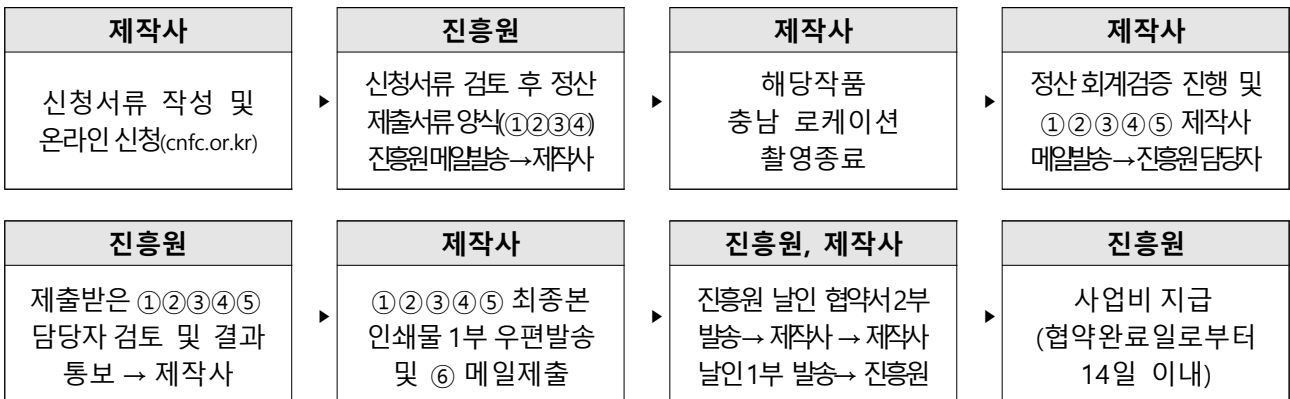 제작사
신청서류 작성 및
온라인 신청(cnfc.or.kr)
▶
진흥원
신청서류 검토 후 정산
제출서류 양식(①②③④)
진흥원 메일발송→제작사
▶
제작사
해당작품
충남 로케이션
촬영종료
▶
제작사
정산 회계검증 진행 및
①②③④⑤ 제작사
메일발송→진흥원 담당자
진흥원
제출받은 ①②③④⑤
담당자 검토 및 결과
통보 → 제작사
▶
제작사
①②③④⑤ 최종본
인쇄물 1부 우편발송
및 ⑥ 메일제출
▶
진흥원, 제작사
진흥원 날인 협약서 2부
발송→ 제작사 → 제작사
날인 1부 발송→ 진흥원
▶
진흥원
사업비 지급
(협약완료일로부터
14일 이내)